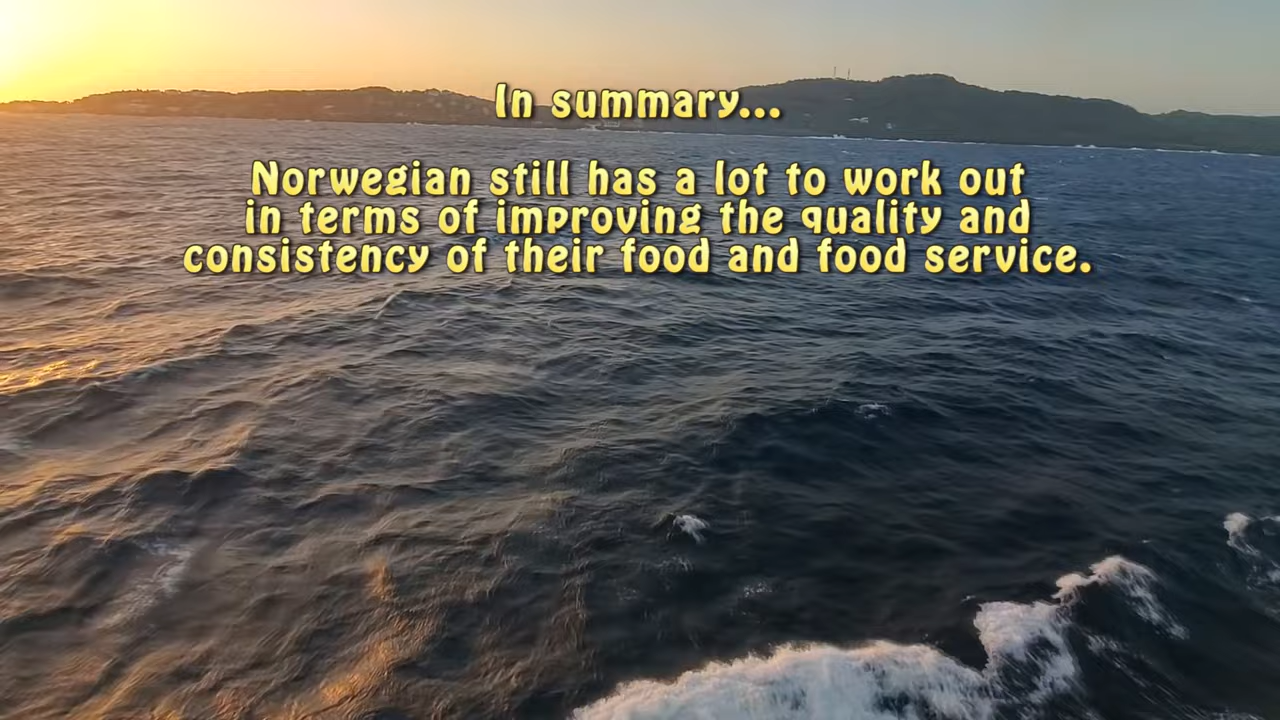 In summary...
Norwegian still has a lot to work out
in terms of improving the quality and
consistency of their food and food service.